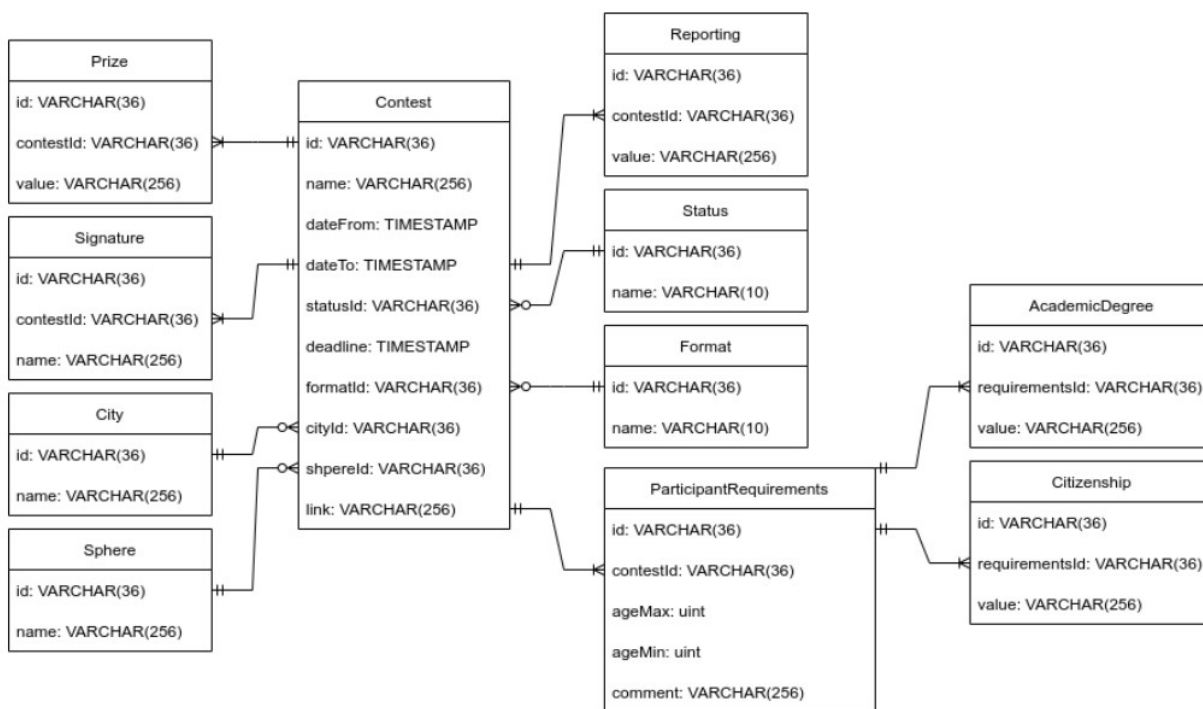 Prize
id: VARCHAR(36)
contestId: VARCHAR(36)
value: VARCHAR(256)
Signature
id: VARCHAR(36)
contestId: VARCHAR(36)
name: VARCHAR(256)
City
id: VARCHAR(36)
name: VARCHAR(256)
Sphere
id: VARCHAR(36)
name: VARCHAR(256)
Contest
id: VARCHAR(36)
name: VARCHAR(256)
dateFrom: TIMESTAMP
dateTo: TIMESTAMP
statusId: VARCHAR(36)
deadline: TIMESTAMP
formatId: VARCHAR(36)
cityId: VARCHAR(36)
shpereId: VARCHAR(36)
link: VARCHAR(256)
Reporting
id: VARCHAR(36)
contestId: VARCHAR(36)
value: VARCHAR(256)
Status
id: VARCHAR(36)
name: VARCHAR(10)
Format
id: VARCHAR(36)
name: VARCHAR(10)
ParticipantRequirements
id: VARCHAR(36)
contestId: VARCHAR(36)
ageMax: uint
ageMin: uint
comment: VARCHAR(256)
AcademicDegree
id: VARCHAR(36)
requirementsId: VARCHAR(36)
value: VARCHAR(256)
Citizenship
id: VARCHAR(36)
requirementsId: VARCHAR(36)
value: VARCHAR(256)